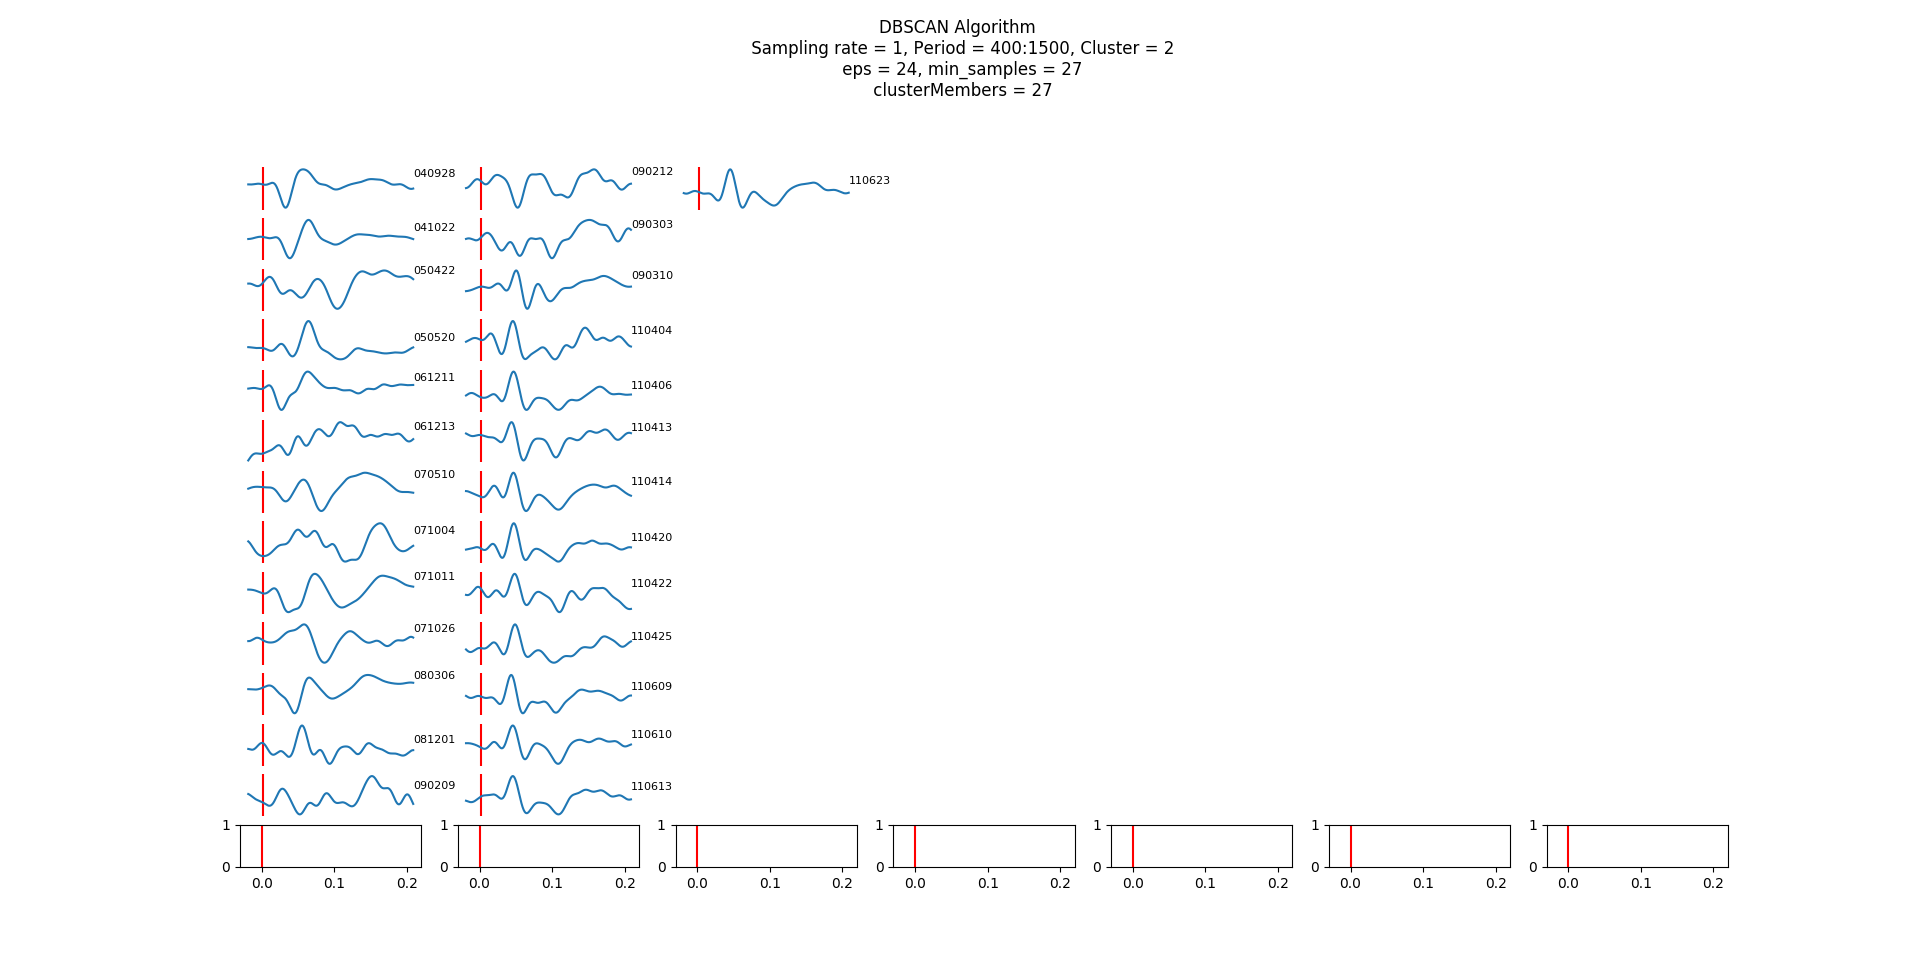 DBSCAN Algorithm
Sampling rate = 1, Period = 400:1500, Cluster = 2
eps = 24, min_samples = 27
clusterMembers = 27
040928 090212 110623
041022 090303
050422 090310
050520 110404
061211 110406
061213 110413
070510 110414
071004 110420
071011 110422
071026 110425
080306 110609
081201 110610
090209 110613
1 1 1 1 1 1 1
0 0 0 0 0 0 0
0.0 0.1 0.2 0.0 0.1 0.2 0.0 0.1 0.2 0.0 0.1 0.2 0.0 0.1 0.2 0.0 0.1 0.2 0.0 0.1 0.2